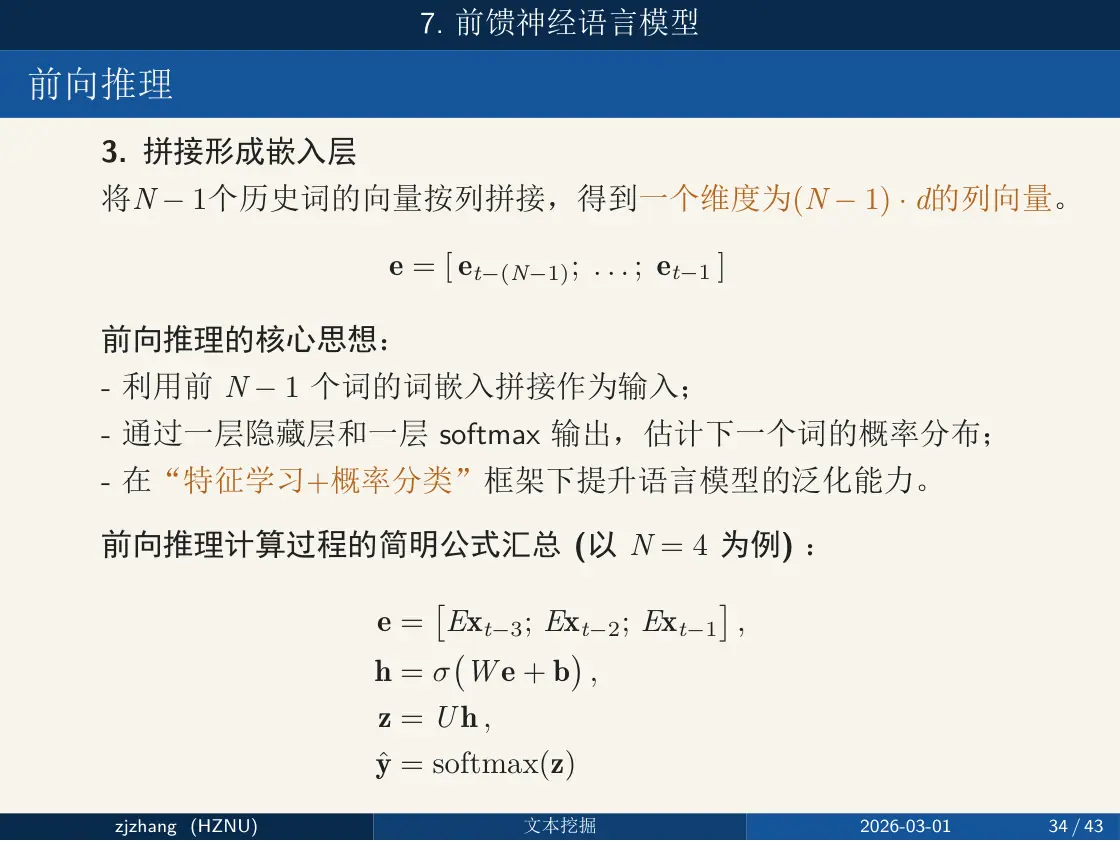 7. 前馈神经语言模型
前向推理
3. 拼接形成嵌入层
将N − 1个历史词的向量按列拼接，得到一个维度为(N − 1) · d的列向量。
e = [ e_{t−(N−1)}; …; e_{t−1} ]
前向推理的核心思想：
- 利用前 N − 1 个词的词嵌入拼接作为输入；
- 通过一层隐藏层和一层 softmax 输出，估计下一个词的概率分布；
- 在“特征学习+概率分类”框架下提升语言模型的泛化能力。
前向推理计算过程的简明公式汇总 (以 N = 4 为例)：
e = [Ex_{t−3}; Ex_{t−2}; Ex_{t−1}],
h = σ(We + b),
z = Uh,
ŷ = softmax(z)
zjzhang (HZNU) 文本挖掘 2026-03-01 34 / 43